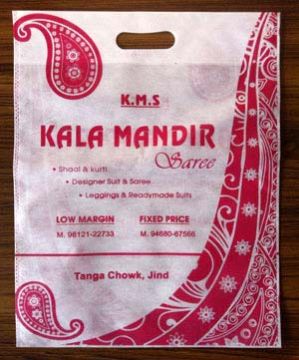 K.M.S
KALA MANDIR
Saree
• Shaal & kurti
• Designer Suit & Saree
• Leggings & Readymade Suits
LOW MARGIN FIXED PRICE
M. 98121-22733 M. 94680-67566
Tanga Chowk, Jind